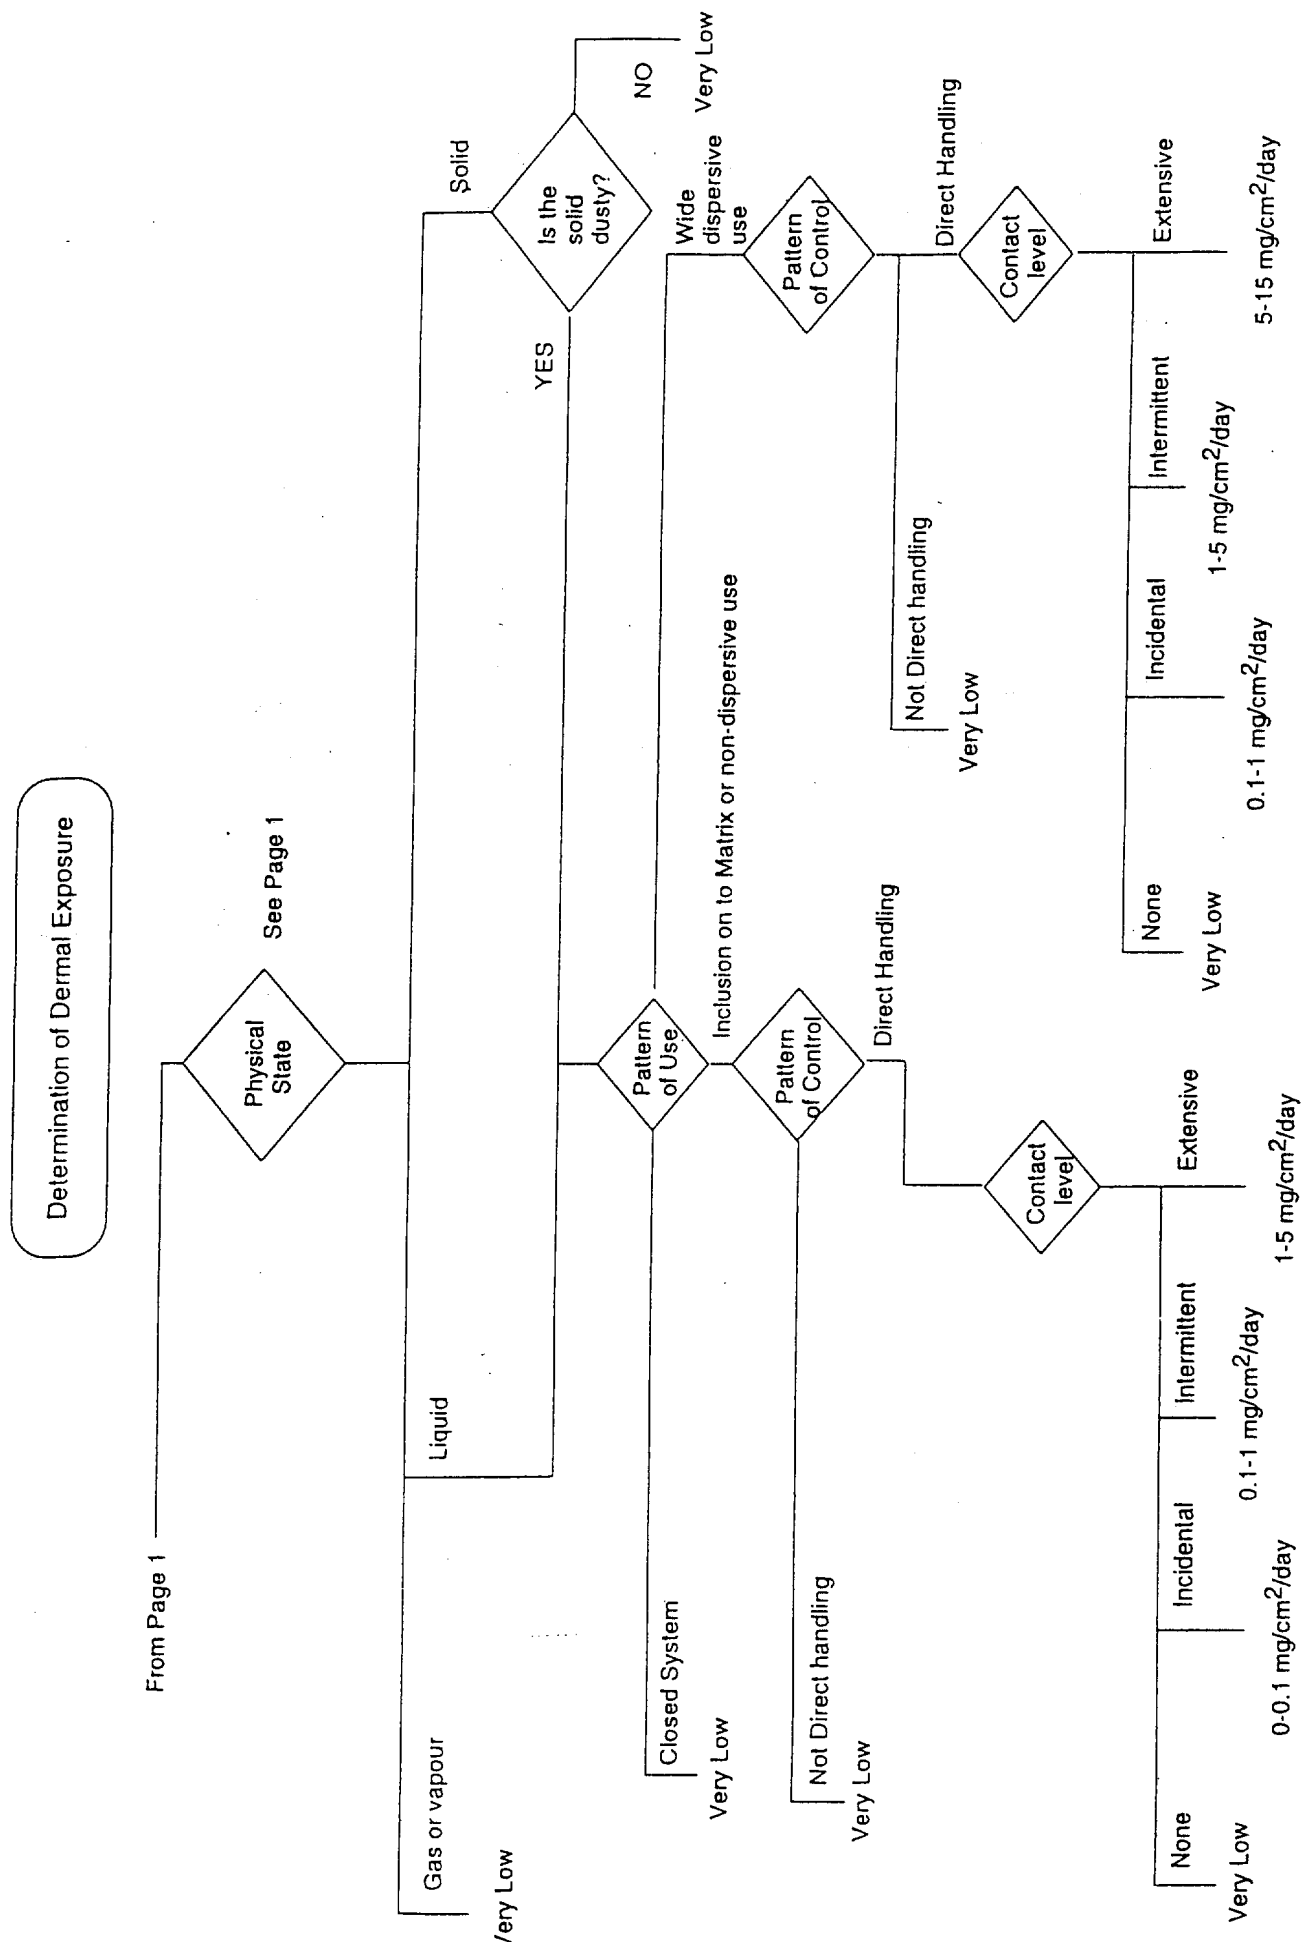 Determination of Dermal Exposure
From Page 1
Physical
State
See Page 1
Gas or vapour
Very Low
Liquid
Solid
Is the
solid
dusty?
YES
NO
Very Low
Pattern
of Use
Closed System
Very Low
Inclusion on to Matrix or non-dispersive use
Wide
dispersive
use
Pattern
of Control
Not Direct handling
Very Low
Direct Handling
Pattern
of Control
Not Direct handling
Very Low
Direct Handling
Contact
level
None
Very Low
Incidental
0-0.1 mg/cm²/day
Intermittent
0.1-1 mg/cm²/day
Extensive
1-5 mg/cm²/day
Contact
level
None
Very Low
Incidental
0.1-1 mg/cm²/day
Intermittent
1-5 mg/cm²/day
Extensive
5-15 mg/cm²/day